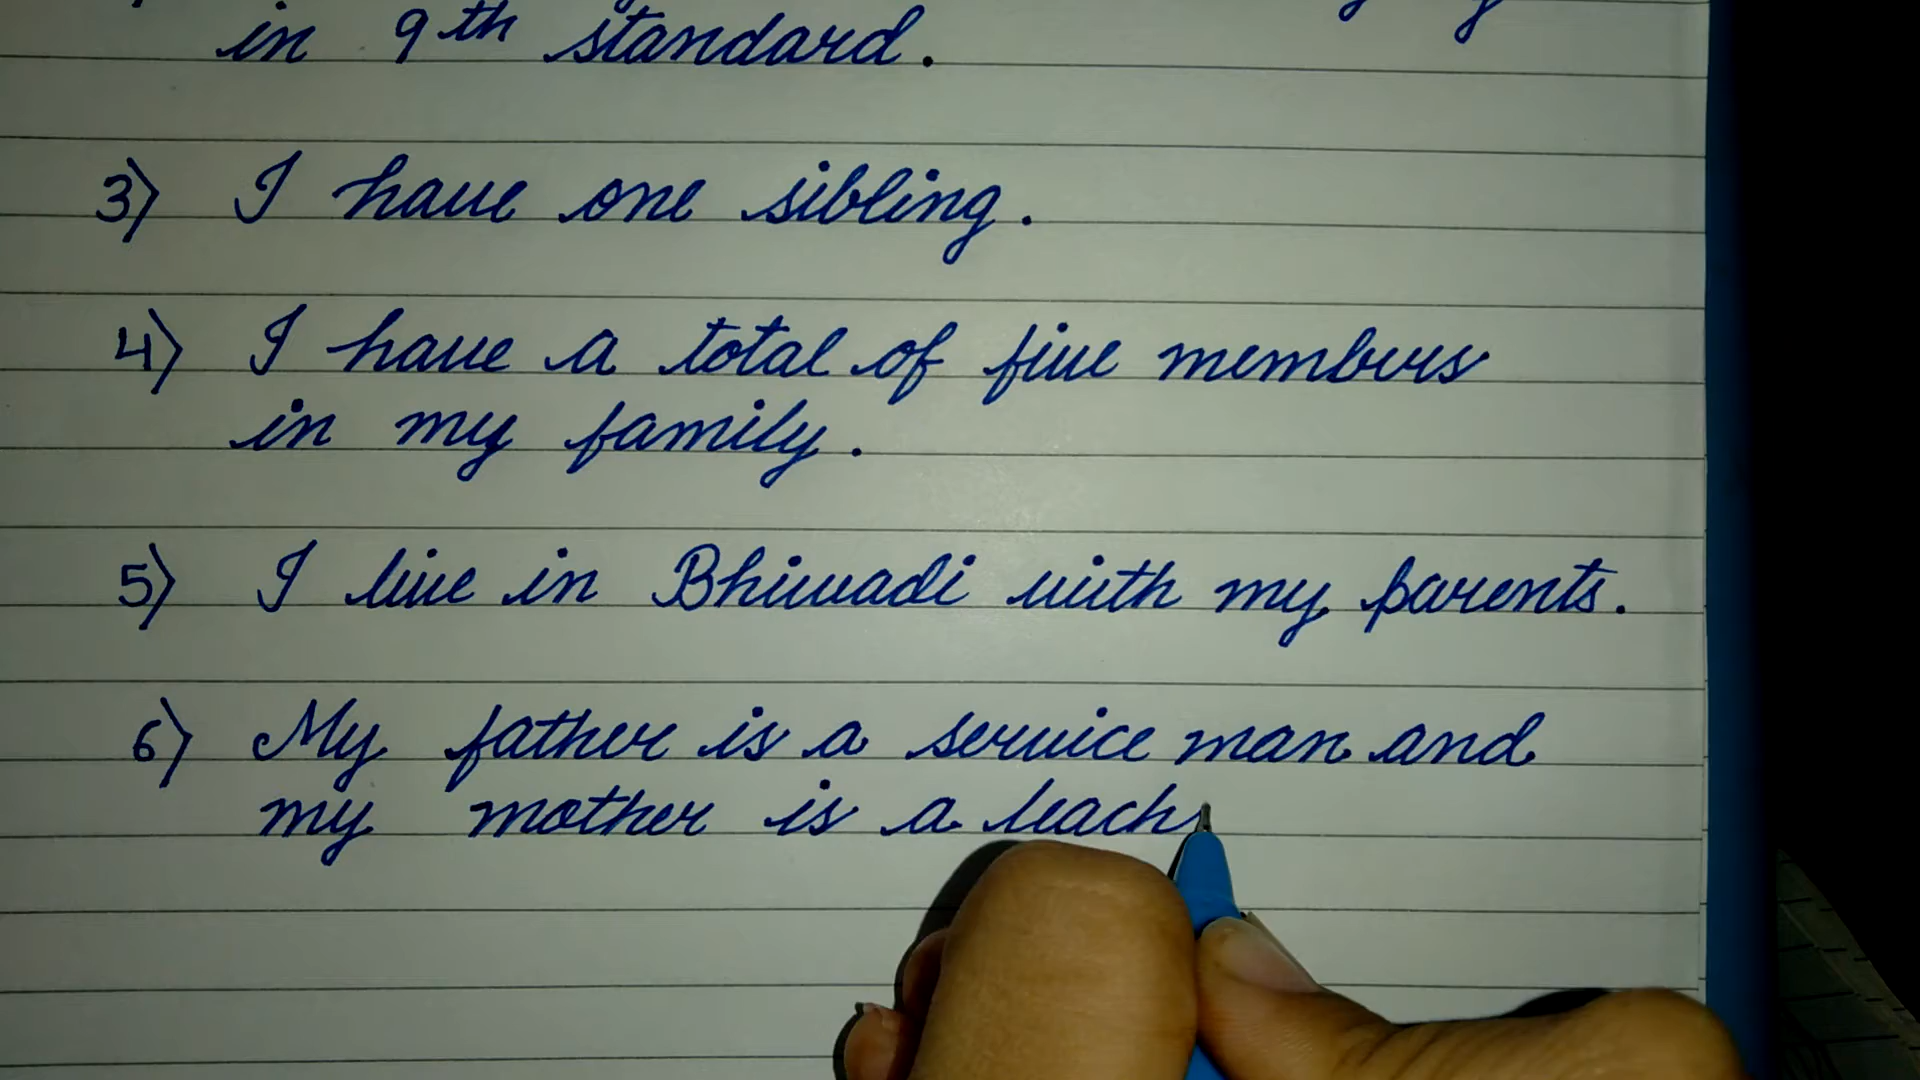 in 9th standard.
3) I have one sibling.
4) I have a total of five members
in my family.
5) I live in Bhiwadi with my parents.
6) My father is a service man and
my mother is a teach